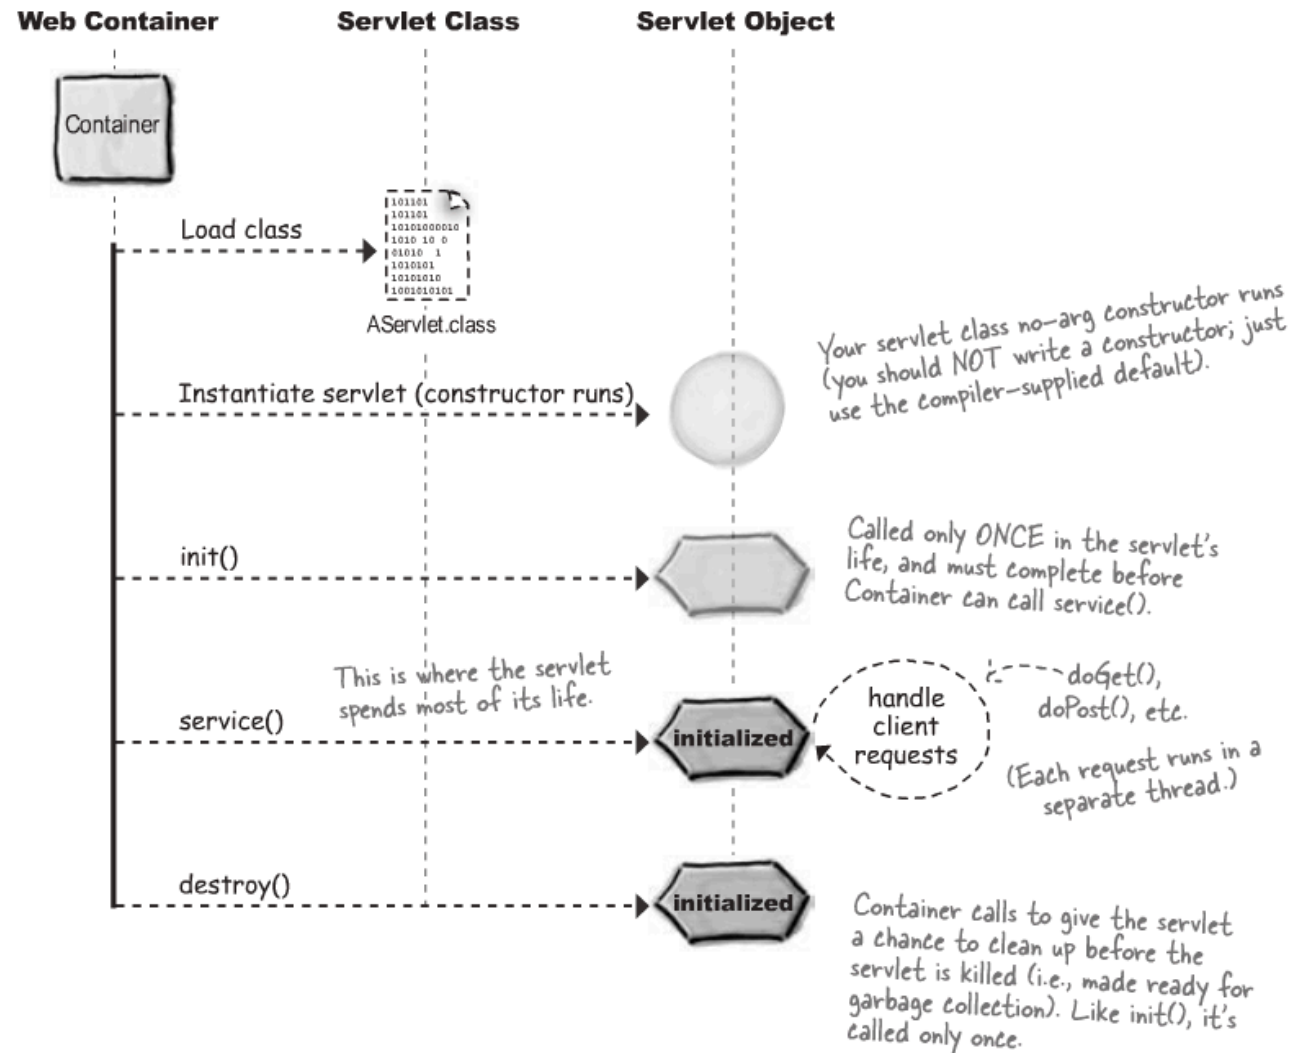 Web Container
Servlet Class
Servlet Object
Container
Load class
101101
101101
10101000010
1010 10 0
01010 1
1010101
10101010
1001010101
AServlet.class
Your servlet class no-arg constructor runs
(you should NOT write a constructor; just
use the compiler-supplied default).
Instantiate servlet (constructor runs)
Called only ONCE in the servlet's
life, and must complete before
Container can call service().
init()
This is where the servlet
spends most of its life.
service()
initialized
handle
client
requests
doGet(),
doPost(), etc.
(Each request runs in a
separate thread.)
destroy()
initialized
Container calls to give the servlet
a chance to clean up before the
servlet is killed (i.e., made ready for
garbage collection). Like init(), it's
called only once.